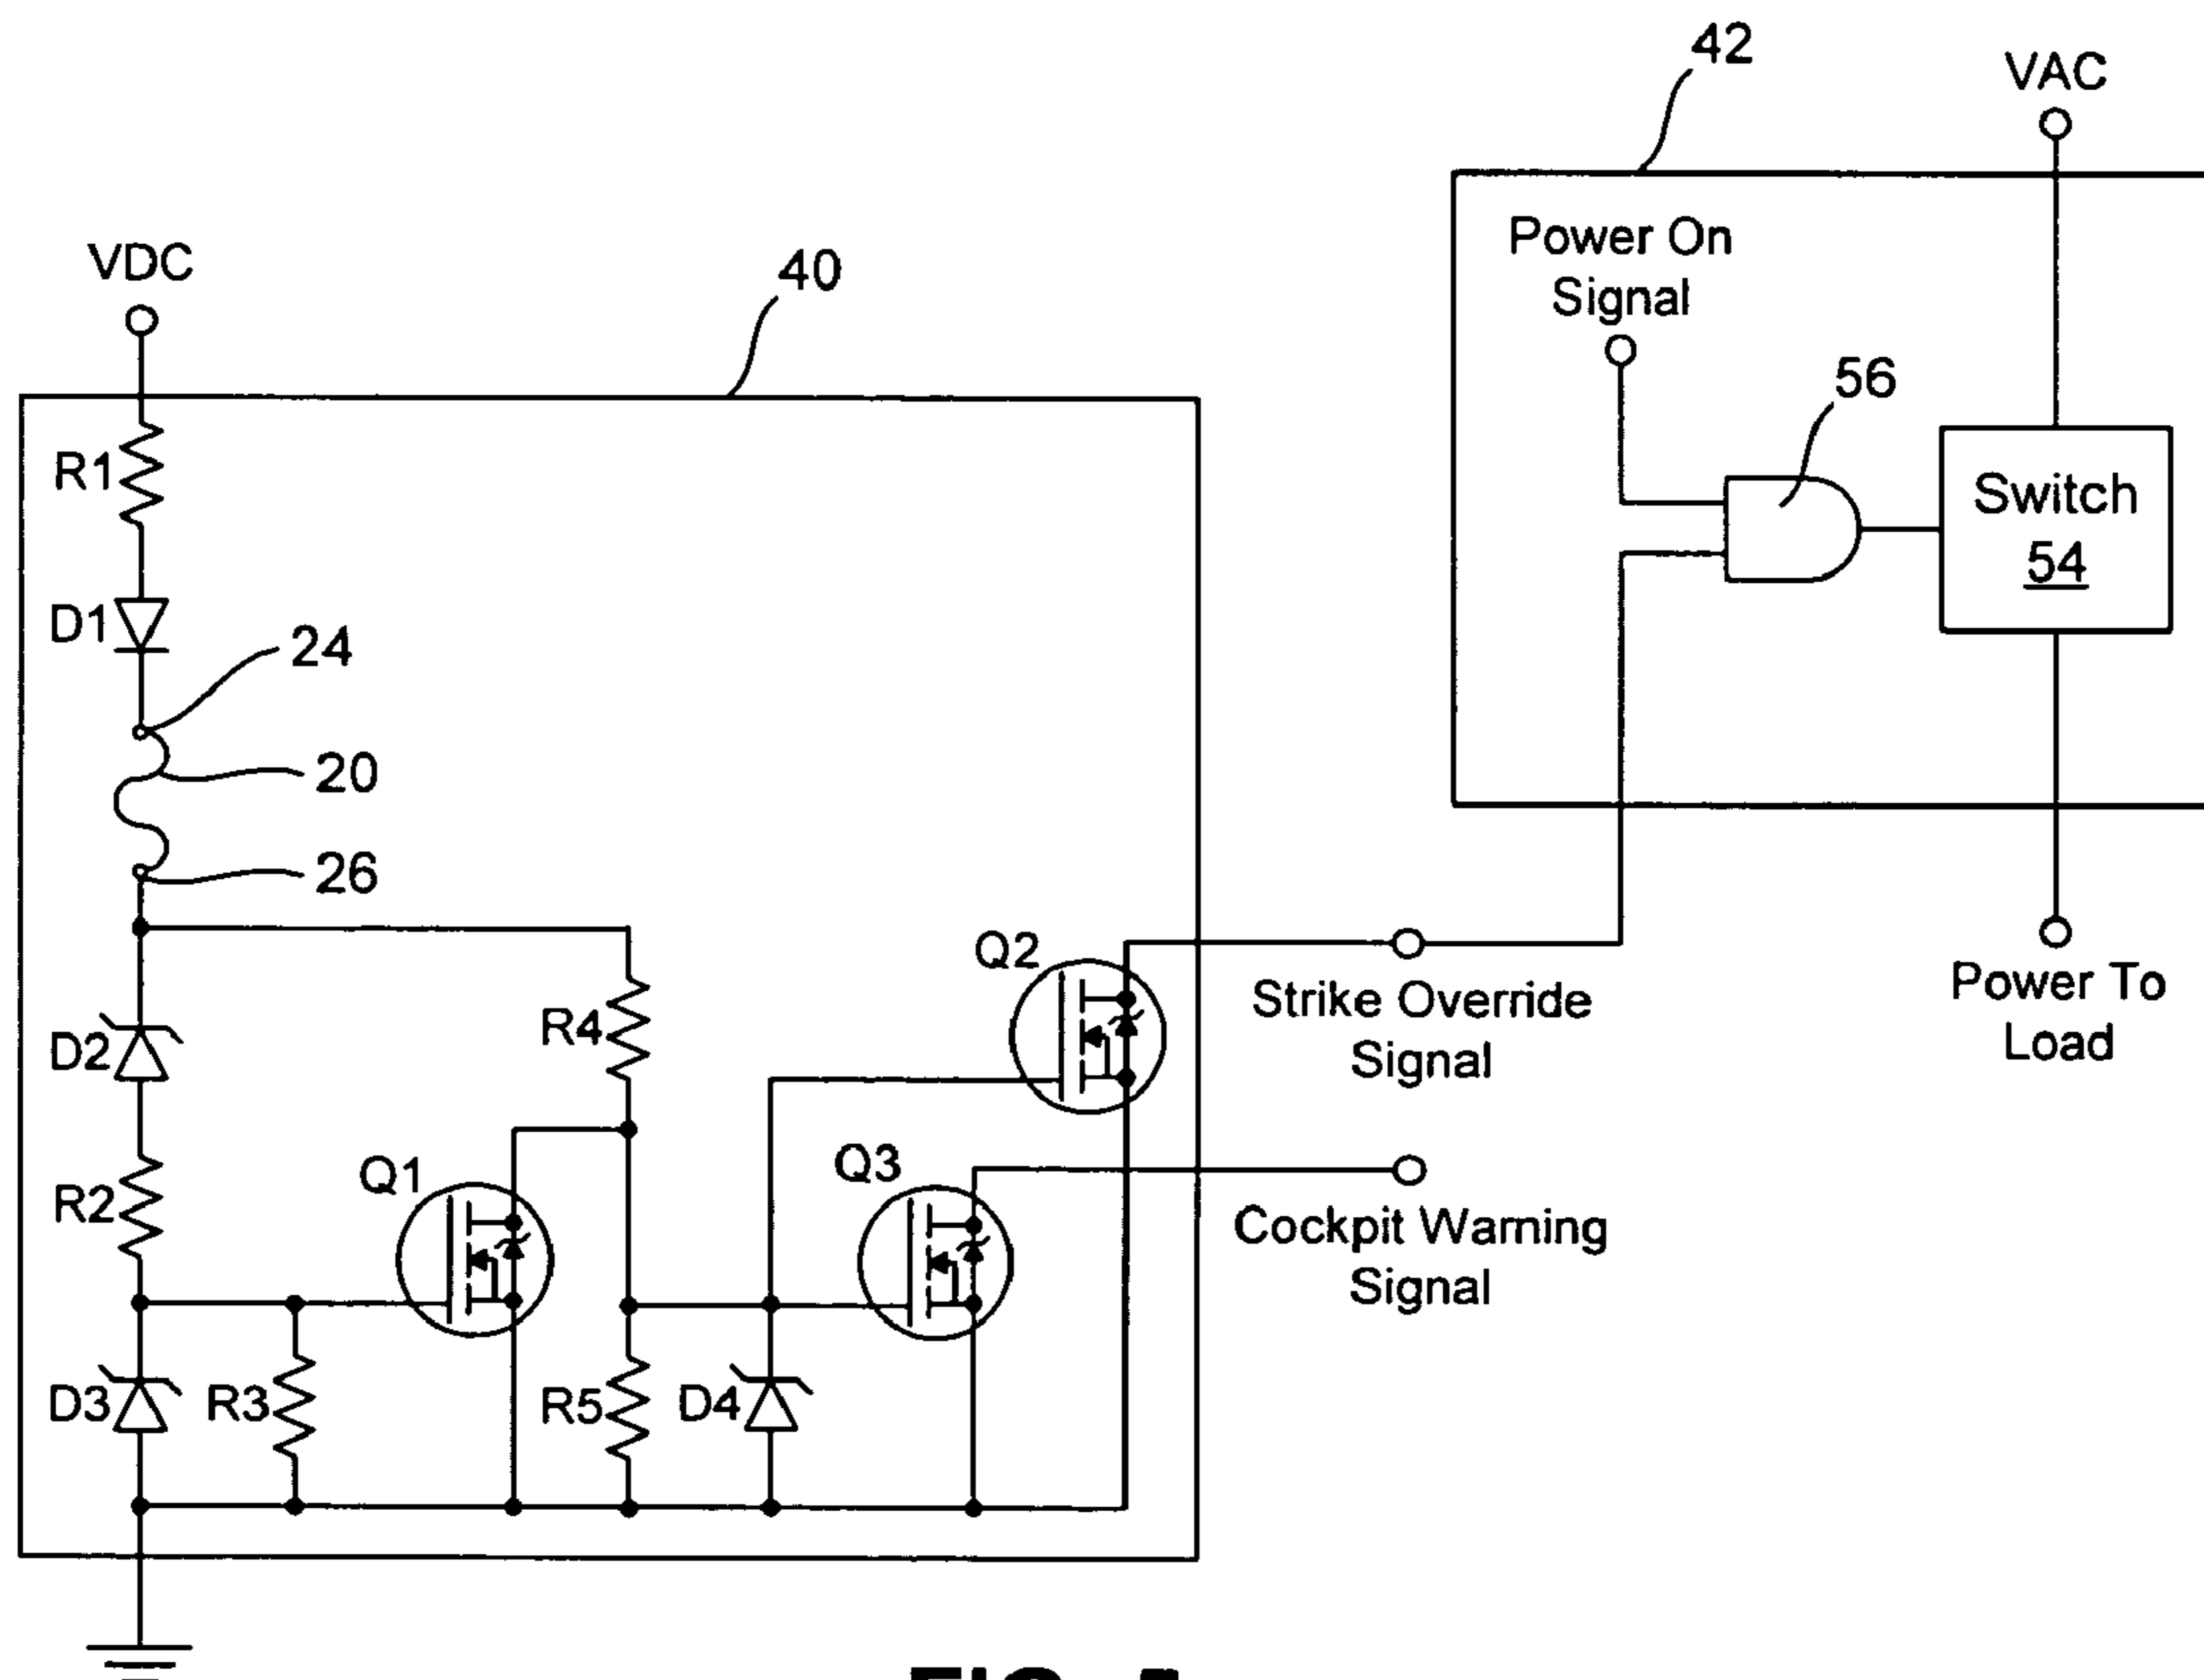 42
VAC
Power On
Signal
VDC
40
56
R1
Switch
54
D1
24
20
26
Q2
Strike Override
Signal
Power To
Load
R4
D2
Q1
Q3
R2
Cockpit Warning
Signal
D3
R3
R5
D4